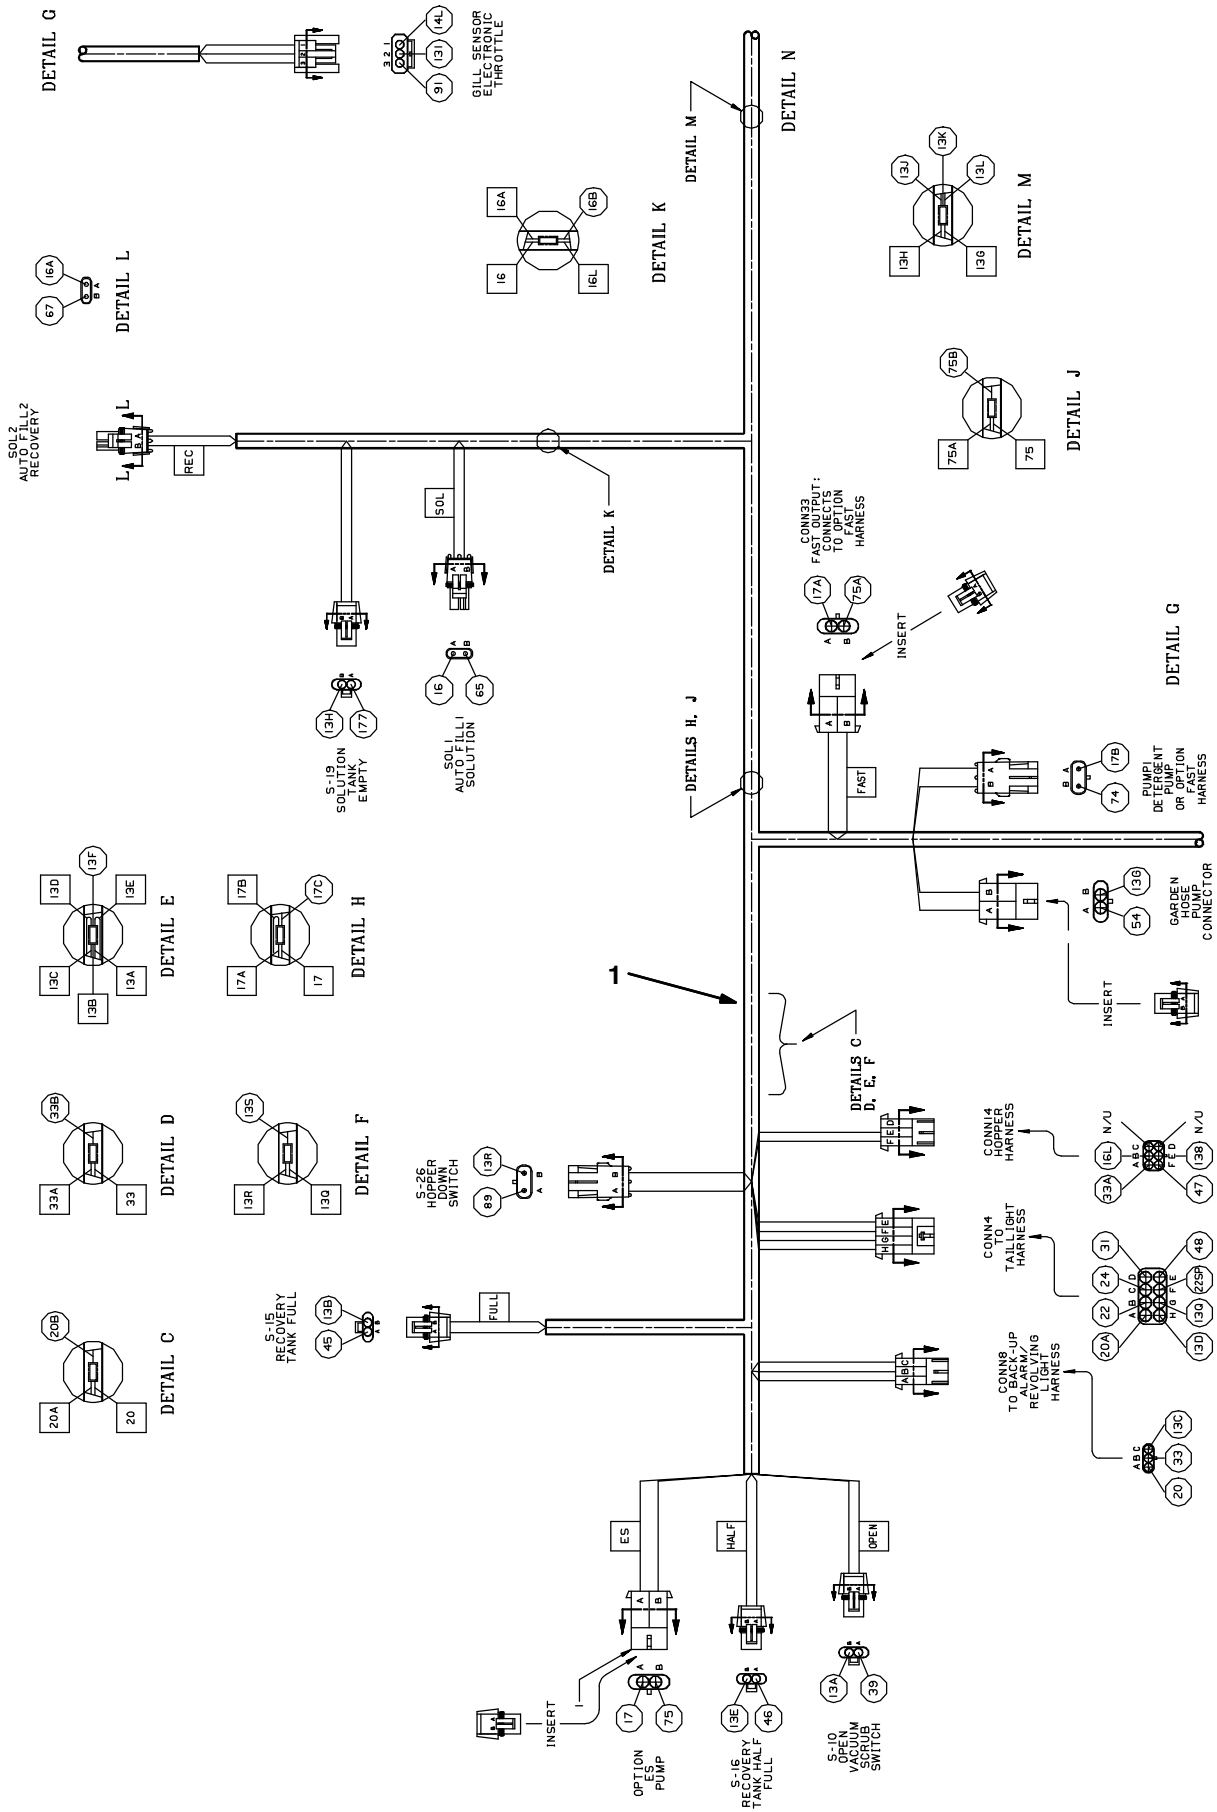 DETAIL G
3 2 1
3 2 1
14L
131
91
GILL SENSOR
ELECTRONIC
THROTTLE
16A
67
B A
DETAIL L
SOL2
AUTO FILL2
RECOVERY
L
L
B A
REC
16A
16B
16
16L
DETAIL K
DETAIL M
DETAIL N
13J
13K
13L
13H
13G
DETAIL M
75B
75A
75
DETAIL J
SOL
A
B
DETAIL K
B
A
13H
177
S-19
SOLUTION
TANK
EMPTY
A
B
16
65
SOL1
AUTO FILL1
SOLUTION
CONN33
FAST OUTPUT:
CONNECTS
TO OPTION
FAST
HARNESS
17A
75A
A
B
INSERT
A
B
FAST
DETAILS H, J
DETAIL G
B A
B A
17B
74
PUMP1
DETERGENT
PUMP
OR OPTION
FAST
HARNESS
A B
A B
13G
54
GARDEN
HOSE
PUMP
CONNECTOR
INSERT
13D
13F
13E
13C
13B
13A
DETAIL E
17B
17C
17A
17
DETAIL H
33B
33A
33
DETAIL D
13S
13R
13Q
DETAIL F
20B
20A
20
DETAIL C
1
DETAILS C
D, E, F
S-26
HOPPER
DOWN
SWITCH
13R
89
A B
A B
S-15
RECOVERY
TANK FULL
13B
45
A B
FULL
F E D
CONN14
HOPPER
HARNESS
N/U
N/U
16L
33A
A B C
F E D
138
47
H G F E
CONN4
TO
TAILLIGHT
HARNESS
31
24
22
20A
A B C D
H G F E
48
22SP
13Q
13D
A B C
CONN8
TO BACK-UP
ALARM/
REVOLVING
LIGHT
HARNESS
A B C
13C
33
20
ES
HALF
OPEN
A
B
INSERT
1
A
B
17
75
OPTION
ES
PUMP
B
A
13E
46
S-16
RECOVERY
TANK HALF
FULL
B
A
13A
39
S-10
OPEN
VACUUM
SCRUB
SWITCH